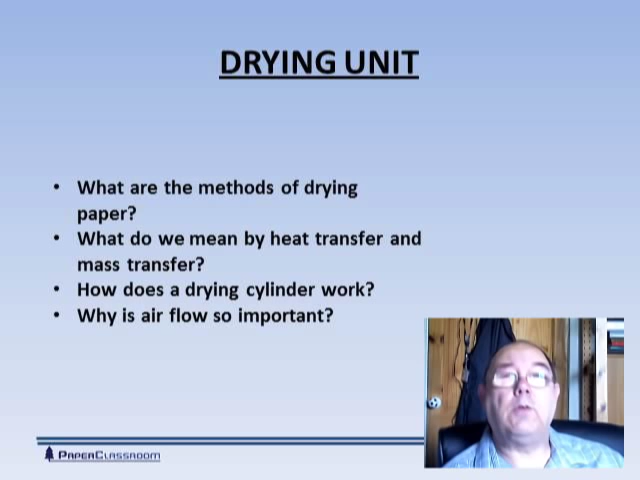 DRYING UNIT
• What are the methods of drying
paper?
• What do we mean by heat transfer and
mass transfer?
• How does a drying cylinder work?
• Why is air flow so important?
PAPERCLASSROOM